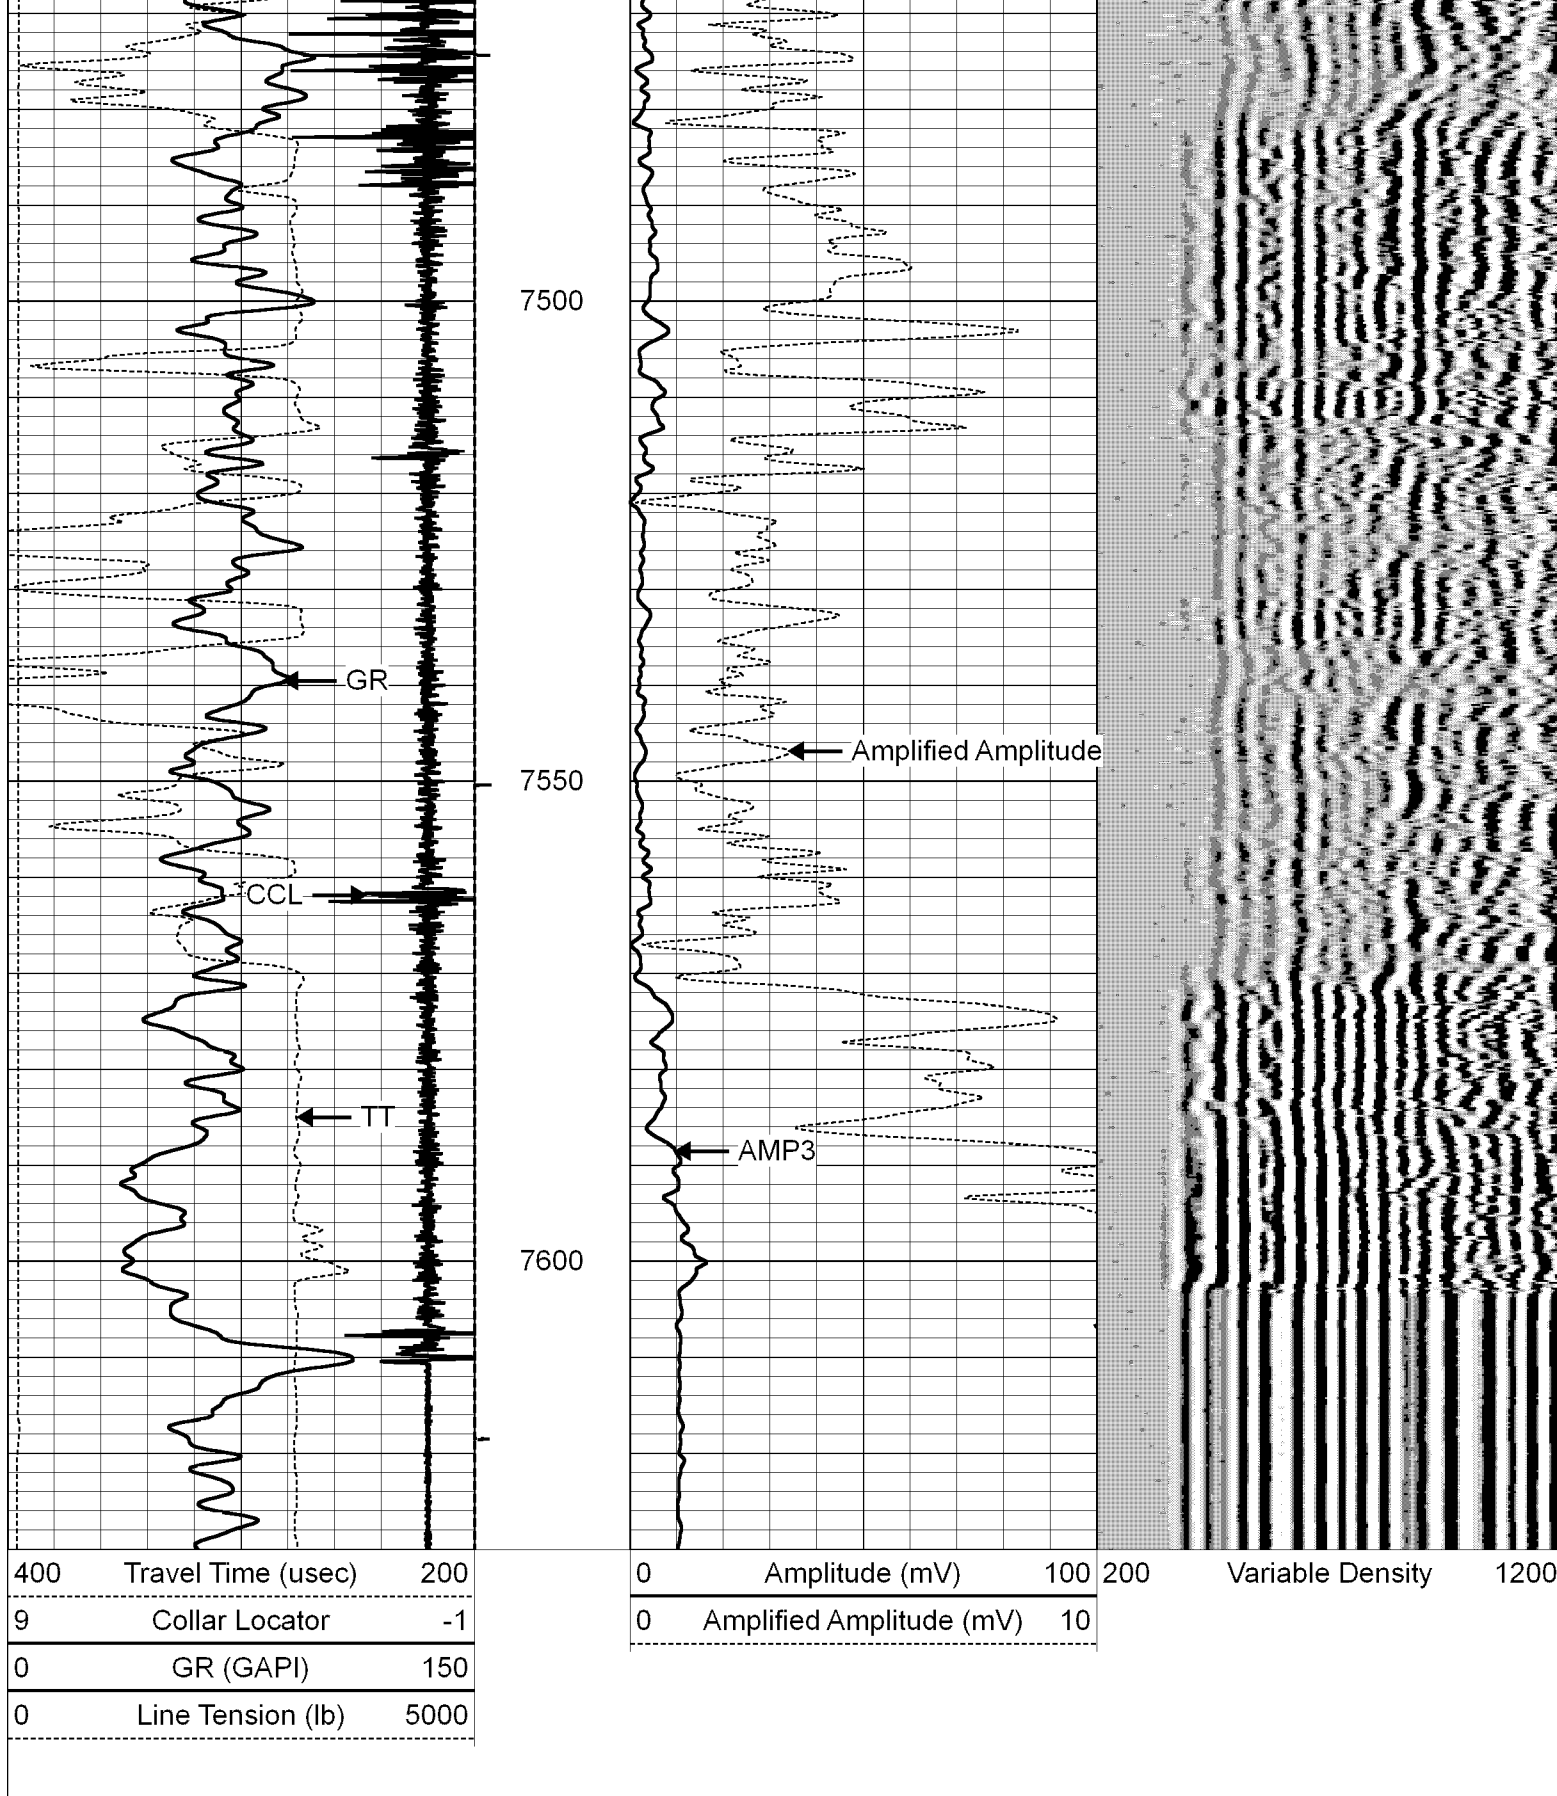 7500
GR
Amplified Amplitude
7550
CCL
TT
AMP3
7600
400 Travel Time (usec) 200
9 Collar Locator -1
0 GR (GAPI) 150
0 Line Tension (lb) 5000
0 Amplitude (mV) 100
0 Amplified Amplitude (mV) 10
200 Variable Density 1200